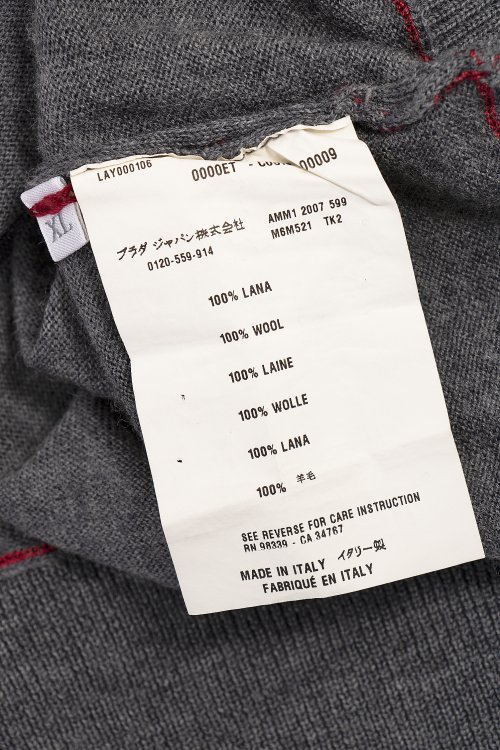 LAY000106
0000ET - 00009
プラダ ジャパン株式会社
0120-559-914
AMM1 2007 599
M6M521 TK2
100% LANA
100% WOOL
100% LAINE
100% WOLLE
100% LANA
100% 羊毛
SEE REVERSE FOR CARE INSTRUCTION
RN 98339 - CA 34767
MADE IN ITALY イタリー製
FABRIQUÉ EN ITALY